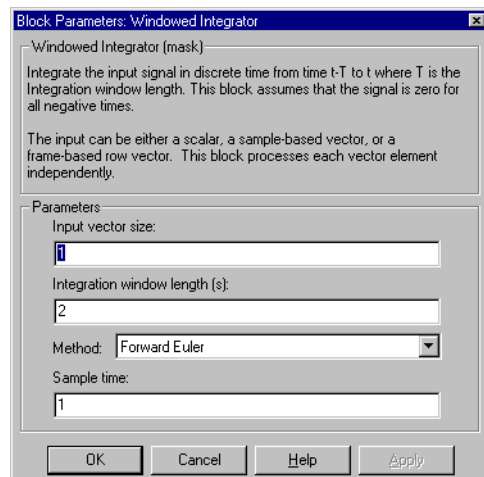 Block Parameters: Windowed Integrator
Windowed Integrator (mask)
Integrate the input signal in discrete time from time t-T to t where T is the
Integration window length. This block assumes that the signal is zero for
all negative times.
The input can be either a scalar, a sample-based vector, or a
frame-based row vector.  This block processes each vector element
independently.
Parameters
Input vector size:
1
Integration window length (s):
2
Method: Forward Euler
Sample time:
1
OK Cancel Help Apply